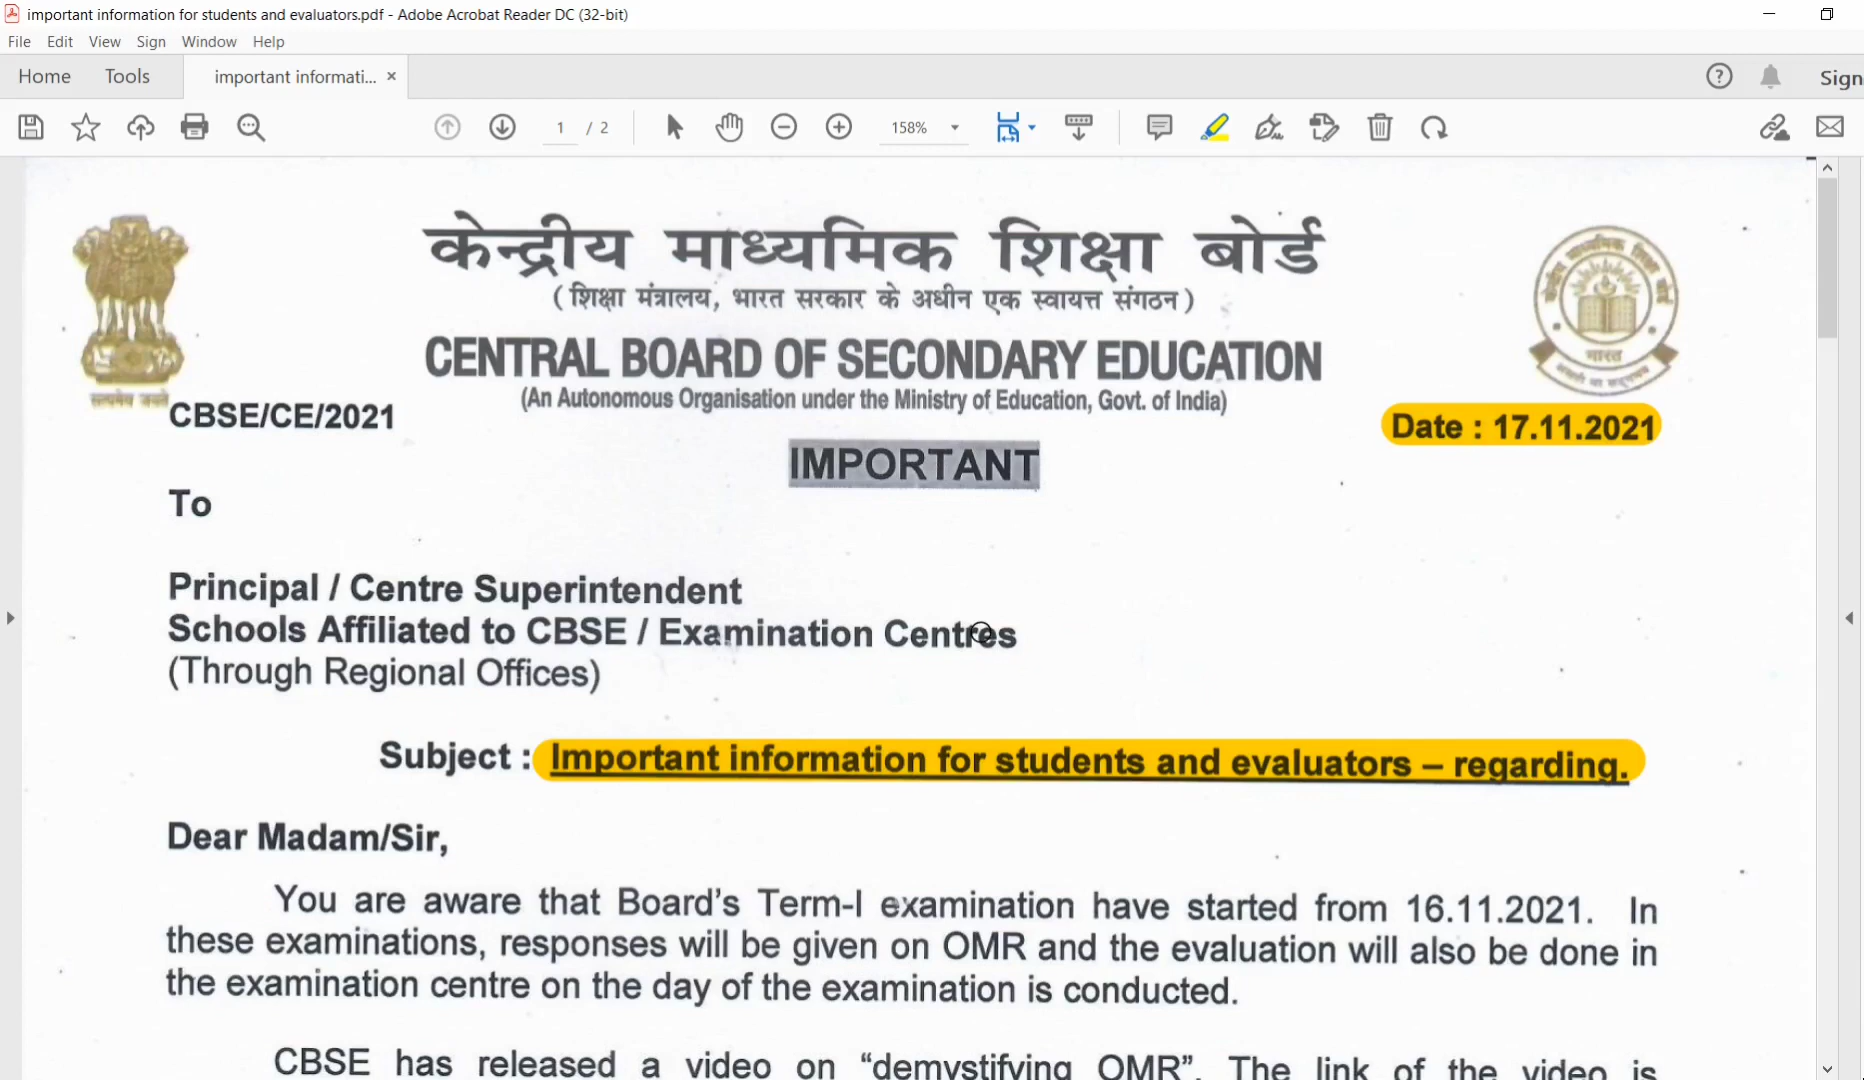 important information for students and evaluators.pdf - Adobe Acrobat Reader DC (32-bit)
File Edit View Sign Window Help
Home Tools important informati... ×
Sign
1 / 2 158%
केन्द्रीय माध्यमिक शिक्षा बोर्ड
(शिक्षा मंत्रालय, भारत सरकार के अधीन एक स्वायत्त संगठन)
CENTRAL BOARD OF SECONDARY EDUCATION
(An Autonomous Organisation under the Ministry of Education, Govt. of India)
सत्यमेव जयते
भारत
CBSE/CE/2021
Date : 17.11.2021
IMPORTANT
To
Principal / Centre Superintendent
Schools Affiliated to CBSE / Examination Centres
(Through Regional Offices)
Subject : Important information for students and evaluators – regarding.
Dear Madam/Sir,
You are aware that Board's Term-I examination have started from 16.11.2021. In
these examinations, responses will be given on OMR and the evaluation will also be done in
the examination centre on the day of the examination is conducted.
CBSE has released a video on “demystifying OMR”. The link of the video is